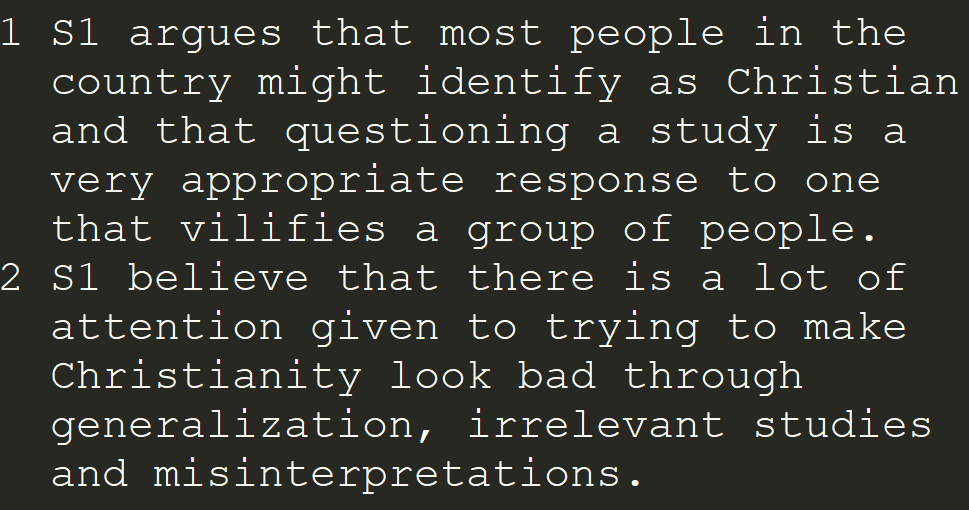 1 S1 argues that most people in the
country might identify as Christian
and that questioning a study is a
very appropriate response to one
that vilifies a group of people.
2 S1 believe that there is a lot of
attention given to trying to make
Christianity look bad through
generalization, irrelevant studies
and misinterpretations.